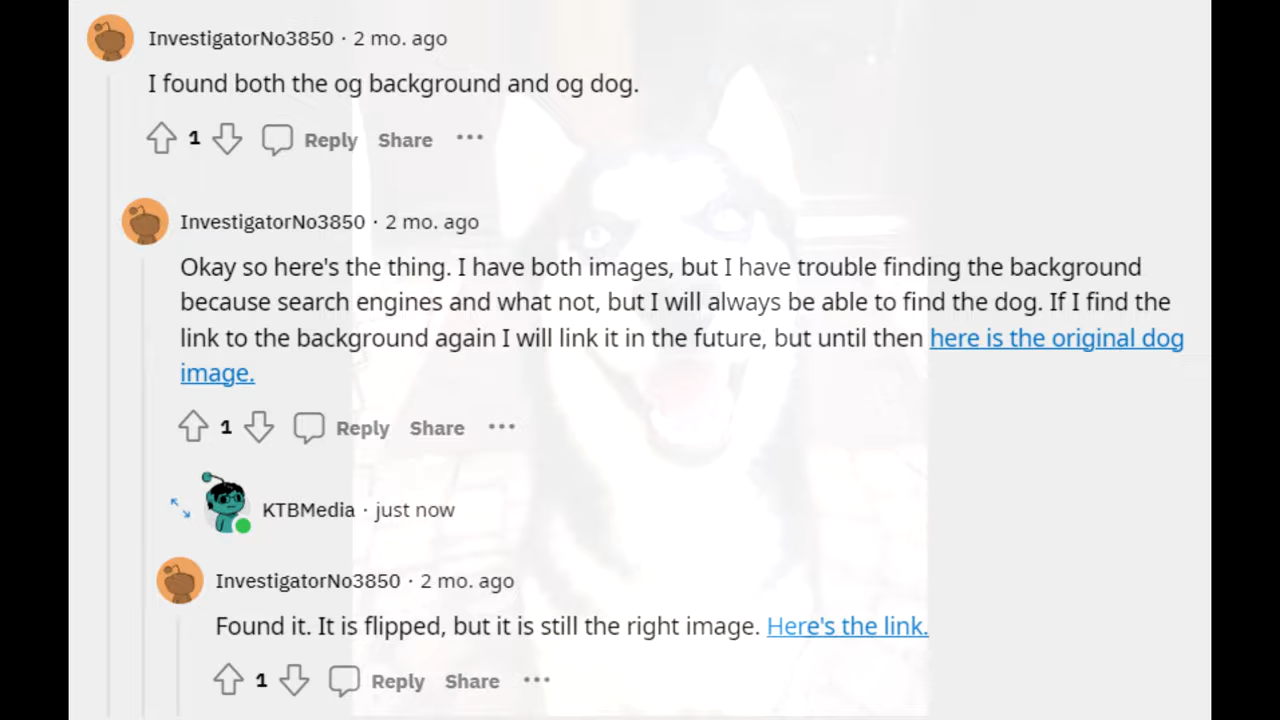 InvestigatorNo3850 · 2 mo. ago
I found both the og background and og dog.
1 Reply Share ···
InvestigatorNo3850 · 2 mo. ago
Okay so here's the thing. I have both images, but I have trouble finding the background
because search engines and what not, but I will always be able to find the dog. If I find the
link to the background again I will link it in the future, but until then here is the original dog
image.
1 Reply Share ···
KTBMedia · just now
InvestigatorNo3850 · 2 mo. ago
Found it. It is flipped, but it is still the right image. Here's the link.
1 Reply Share ···